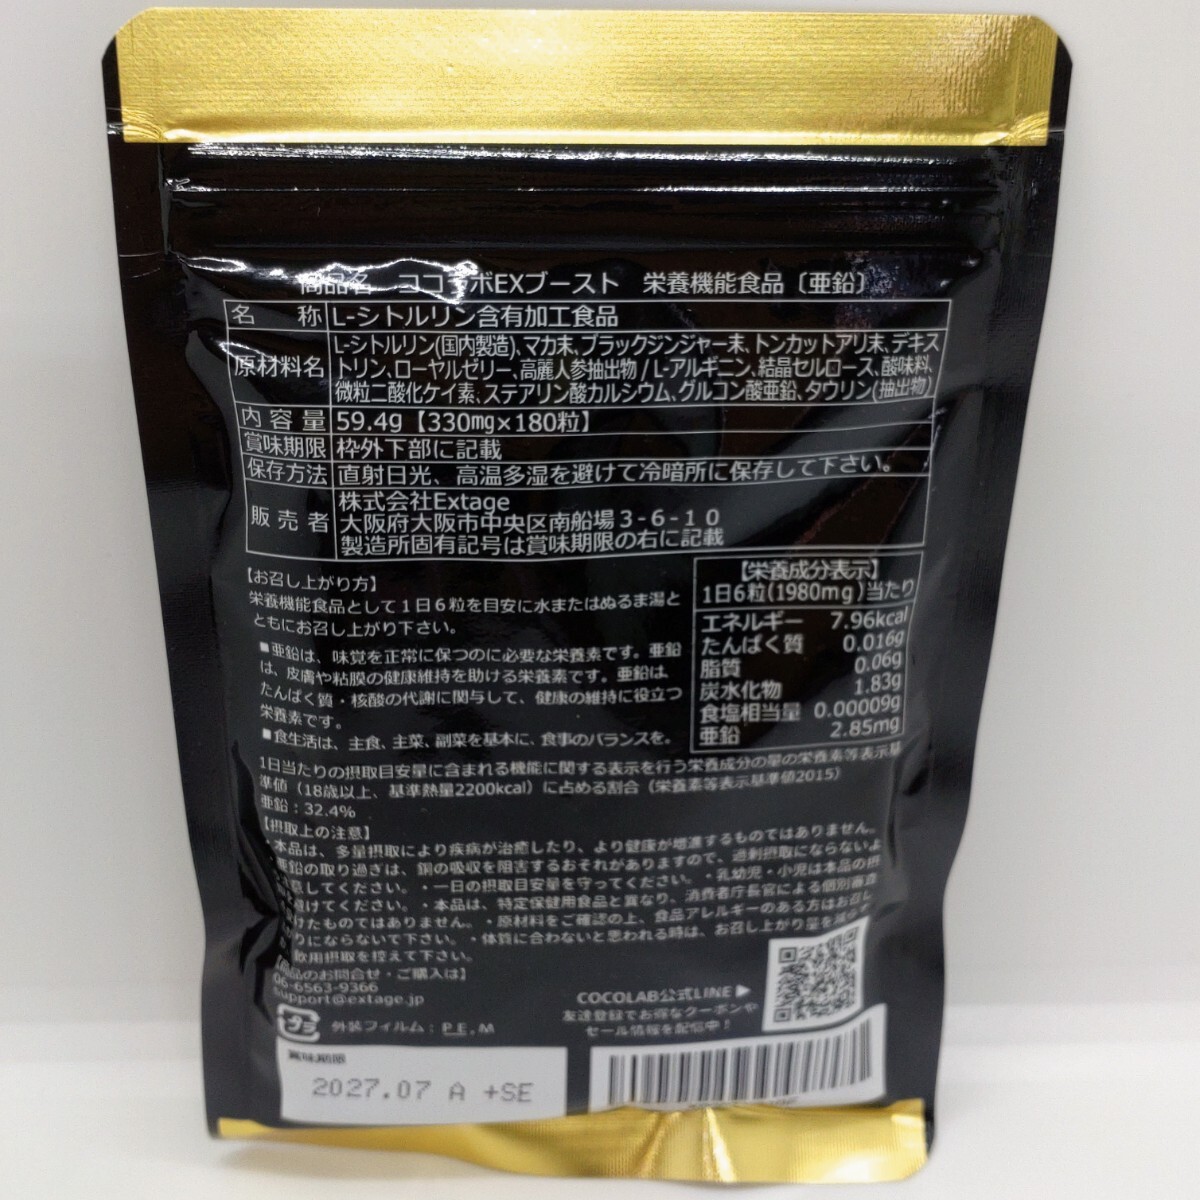 商品名 ココラボEXブースト 栄養機能食品〔亜鉛〕
名称 L-シトルリン含有加工食品
原材料名 L-シトルリン(国内製造)、マカ末、ブラックジンジャー末、トンカットアリ末、デキス
トリン、ローヤルゼリー、高麗人参抽出物/L-アルギニン、結晶セルロース、酸味料、
微粒二酸化ケイ素、ステアリン酸カルシウム、グルコン酸亜鉛、タウリン(抽出物)
内容量 59.4g【330mg×180粒】
賞味期限 枠外下部に記載
保存方法 直射日光、高温多湿を避けて冷暗所に保存して下さい。
販売者 株式会社Extage
大阪府大阪市中央区南船場3-6-10
製造所固有記号は賞味期限の右に記載
【お召し上がり方】
栄養機能食品として1日6粒を目安に水またはぬるま湯と
ともにお召し上がり下さい。
■亜鉛は、味覚を正常に保つのに必要な栄養素です。亜鉛
は、皮膚や粘膜の健康維持を助ける栄養素です。亜鉛は、
たんぱく質・核酸の代謝に関与して、健康の維持に役立つ
栄養素です。
■食生活は、主食、主菜、副菜を基本に、食事のバランスを。
【栄養成分表示】
1日6粒(1980mg)当たり
エネルギー 7.96kcal
たんぱく質 0.016g
脂質 0.06g
炭水化物 1.83g
食塩相当量 0.00009g
亜鉛 2.85mg
1日当たりの摂取目安量に含まれる機能に関する表示を行う栄養成分の量の栄養素等表示基
準値（18歳以上、基準熱量2200kcal）に占める割合（栄養素等表示基準値2015）
亜鉛：32.4%
【摂取上の注意】
・本品は、多量摂取により疾病が治癒したり、より健康が増進するものではありません。
亜鉛の取り過ぎは、銅の吸収を阻害するおそれがありますので、過剰摂取にならないよ
意してください。・一日の摂取目安量を守ってください。・乳幼児・小児は本品の摂
避けてください。・本品は、特定保健用食品と異なり、消費者庁長官による個別審査
けたものではありません。・原材料をご確認の上、食品アレルギーのある方はお召し
りにならないで下さい。・体質に合わないと思われる時は、お召し上がり量を減ら
飲用摂取を控えて下さい。
商品のお問合せ・ご購入は】
06-6563-9366
support@extage.jp
COCOLAB公式LINE▶
友達登録でお得なクーポンや
セール情報を配信中！
プラ 外装フィルム：P.E,M
賞味期限
2027.07 A +SE